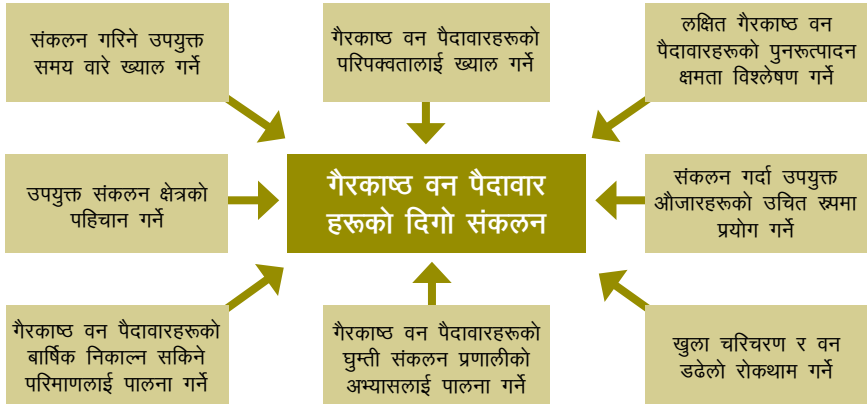 संकलन गरिने उपयुक्त
समय वारे ख्याल गर्ने
गैरकाष्ठ वन पैदावारहरूको
परिपक्वतालाई ख्याल गर्ने
लक्षित गैरकाष्ठ वन
पैदावारहरूको पुनरूत्पादन
क्षमता विश्लेषण गर्ने
उपयुक्त संकलन क्षेत्रको
पहिचान गर्ने
गैरकाष्ठ वन पैदावार
हरूको दिगो संकलन
संकलन गर्दा उपयुक्त
औजारहरूको उचित रूपमा
प्रयोग गर्ने
गैरकाष्ठ वन पैदावारहरूको
बार्षिक निकाल्न सकिने
परिमाणलाई पालना गर्ने
गैरकाष्ठ वन पैदावारहरूको
घुम्ती संकलन प्रणालीको
अभ्यासलाई पालना गर्ने
खुला चरिचरण र वन
डढेलो रोकथाम गर्ने